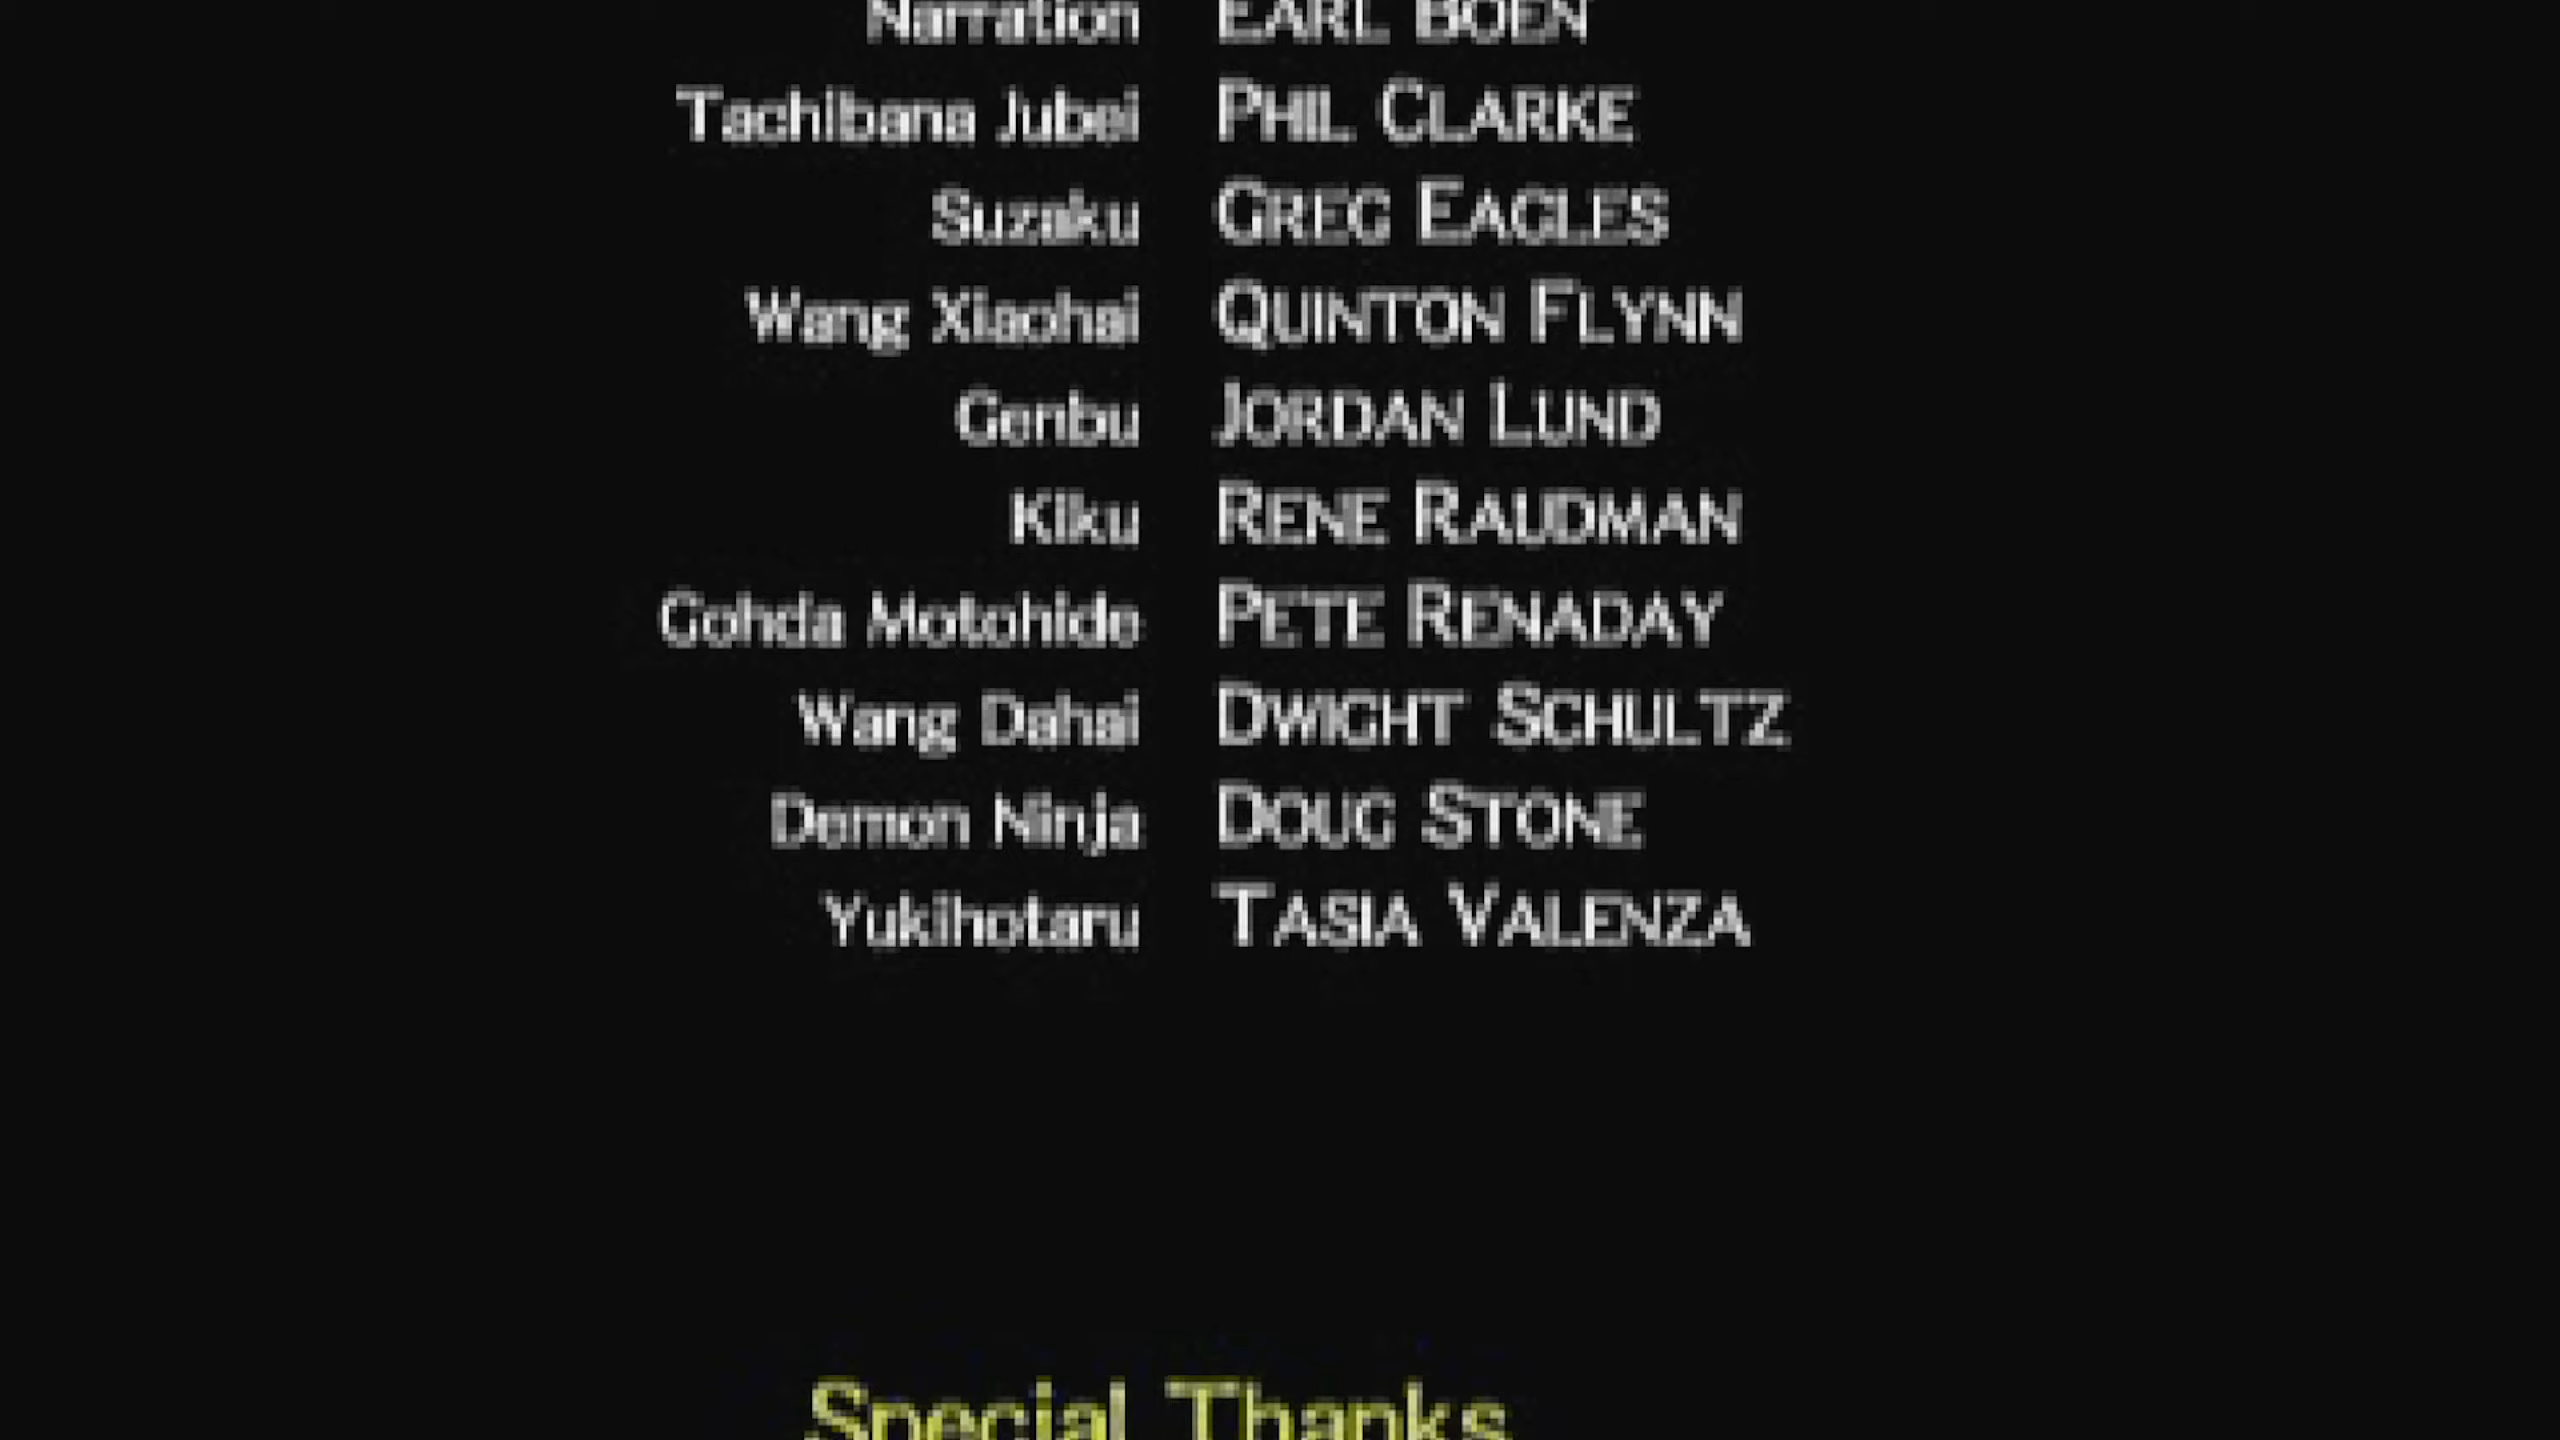 Narration EARL BOEN
Tachibana Jubei PHIL CLARKE
Suzaku GREG EAGLES
Wang Xiaohai QUINTON FLYNN
Genbu JORDAN LUND
Kiku RENE RAUDMAN
Gohda Motohide PETE RENADAY
Wang Dahai DWIGHT SCHULTZ
Demon Ninja DOUG STONE
Yukihotaru TASIA VALENZA
Special Thanks